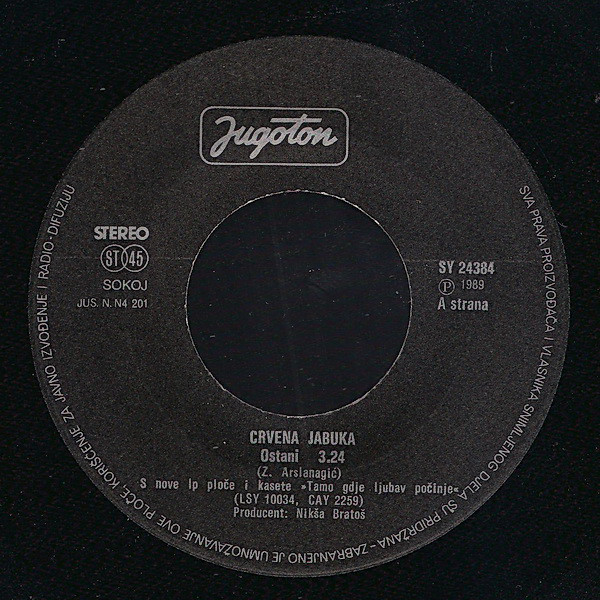 Jugoton
STEREO
ST 45
SOKOJ
JUS. N. N4 201
SY 24384
Ⓟ 1989
A strana
CRVENA JABUKA
Ostani 3.24
(Z. Arslanagić)
S nove lp ploče i kasete »Tamo gdje ljubav počinje«
(LSY 10034, CAY 2259)
Producent: Nikša Bratoš
SVA PRAVA PROIZVOĐAČA I VLASNIKA SNIMLJENOG DJELA SU PRIDRŽANA – ZABRANJENO JE UMNOŽAVANJE OVE PLOČE, KORIŠĆENJE ZA JAVNO IZVOĐENJE I RADIO-DIFUZIJU